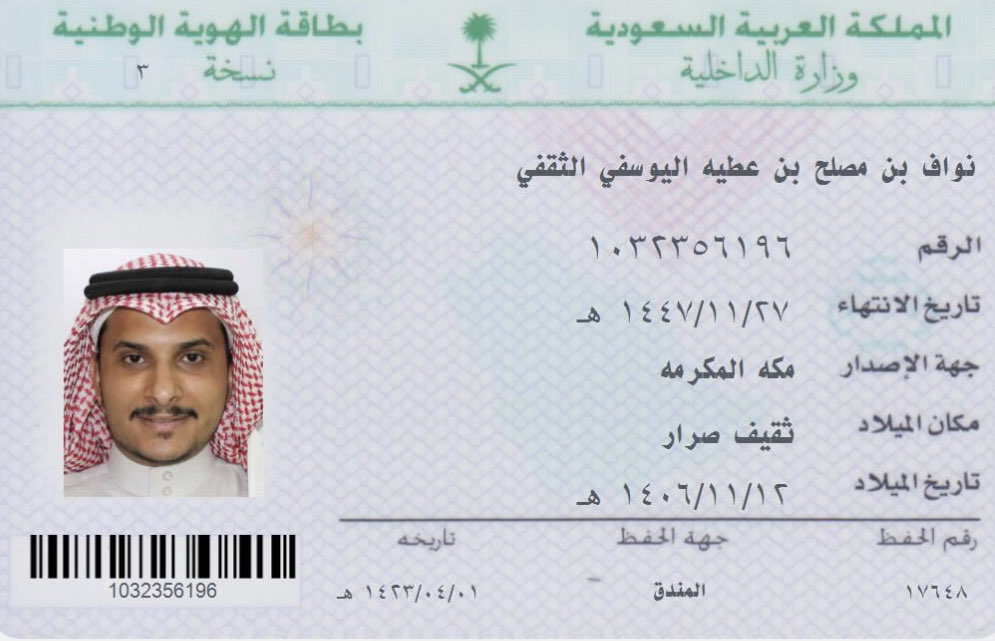 المملكة العربية السعودية
وزارة الداخلية
بطاقة الهوية الوطنية
نسخة ٣
نواف بن مصلح بن عطيه اليوسفي الثقفي
الرقم ١٠٣٢٣٥٦١٩٦
تاريخ الانتهاء ١٤٤٧/١١/٢٧ هـ
جهة الإصدار مكه المكرمه
مكان الميلاد ثقيف صرار
تاريخ الميلاد ١٤٠٦/١١/١٢ هـ
رقم الحفظ جهة الحفظ تاريخه
١٧٦٤٨ المندق ١٤٢٣/٠٤/٠١ هـ
1032356196